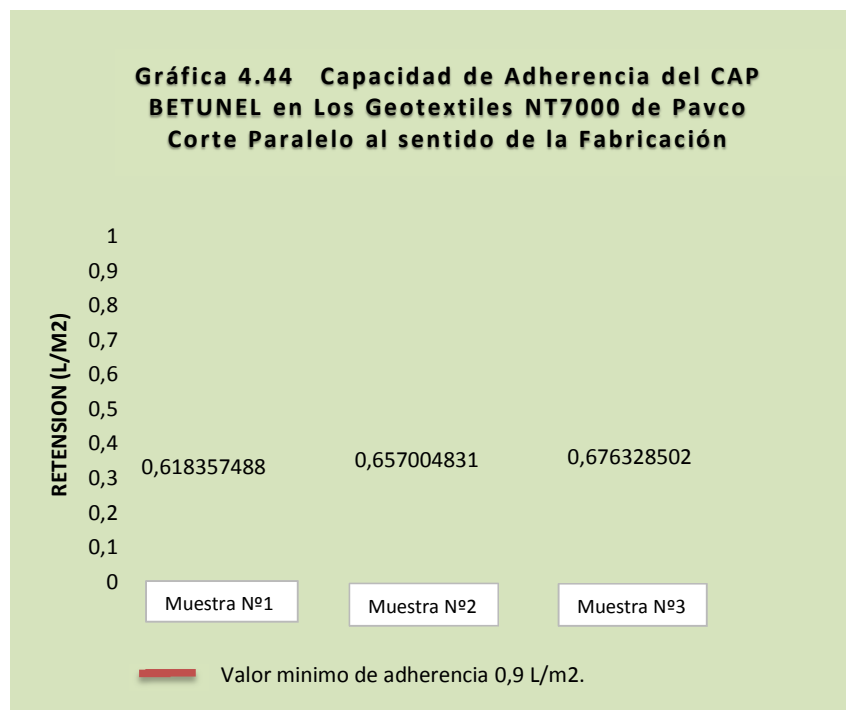 Gráfica 4.44 Capacidad de Adherencia del CAP
BETUNEL en Los Geotextiles NT7000 de Pavco
Corte Paralelo al sentido de la Fabricación
RETENSION (L/M2)
1
0,9
0,8
0,7
0,6
0,5
0,4
0,3
0,2
0,1
0
0,618357488
0,657004831
0,676328502
Muestra Nº1
Muestra Nº2
Muestra Nº3
Valor minimo de adherencia 0,9 L/m2.